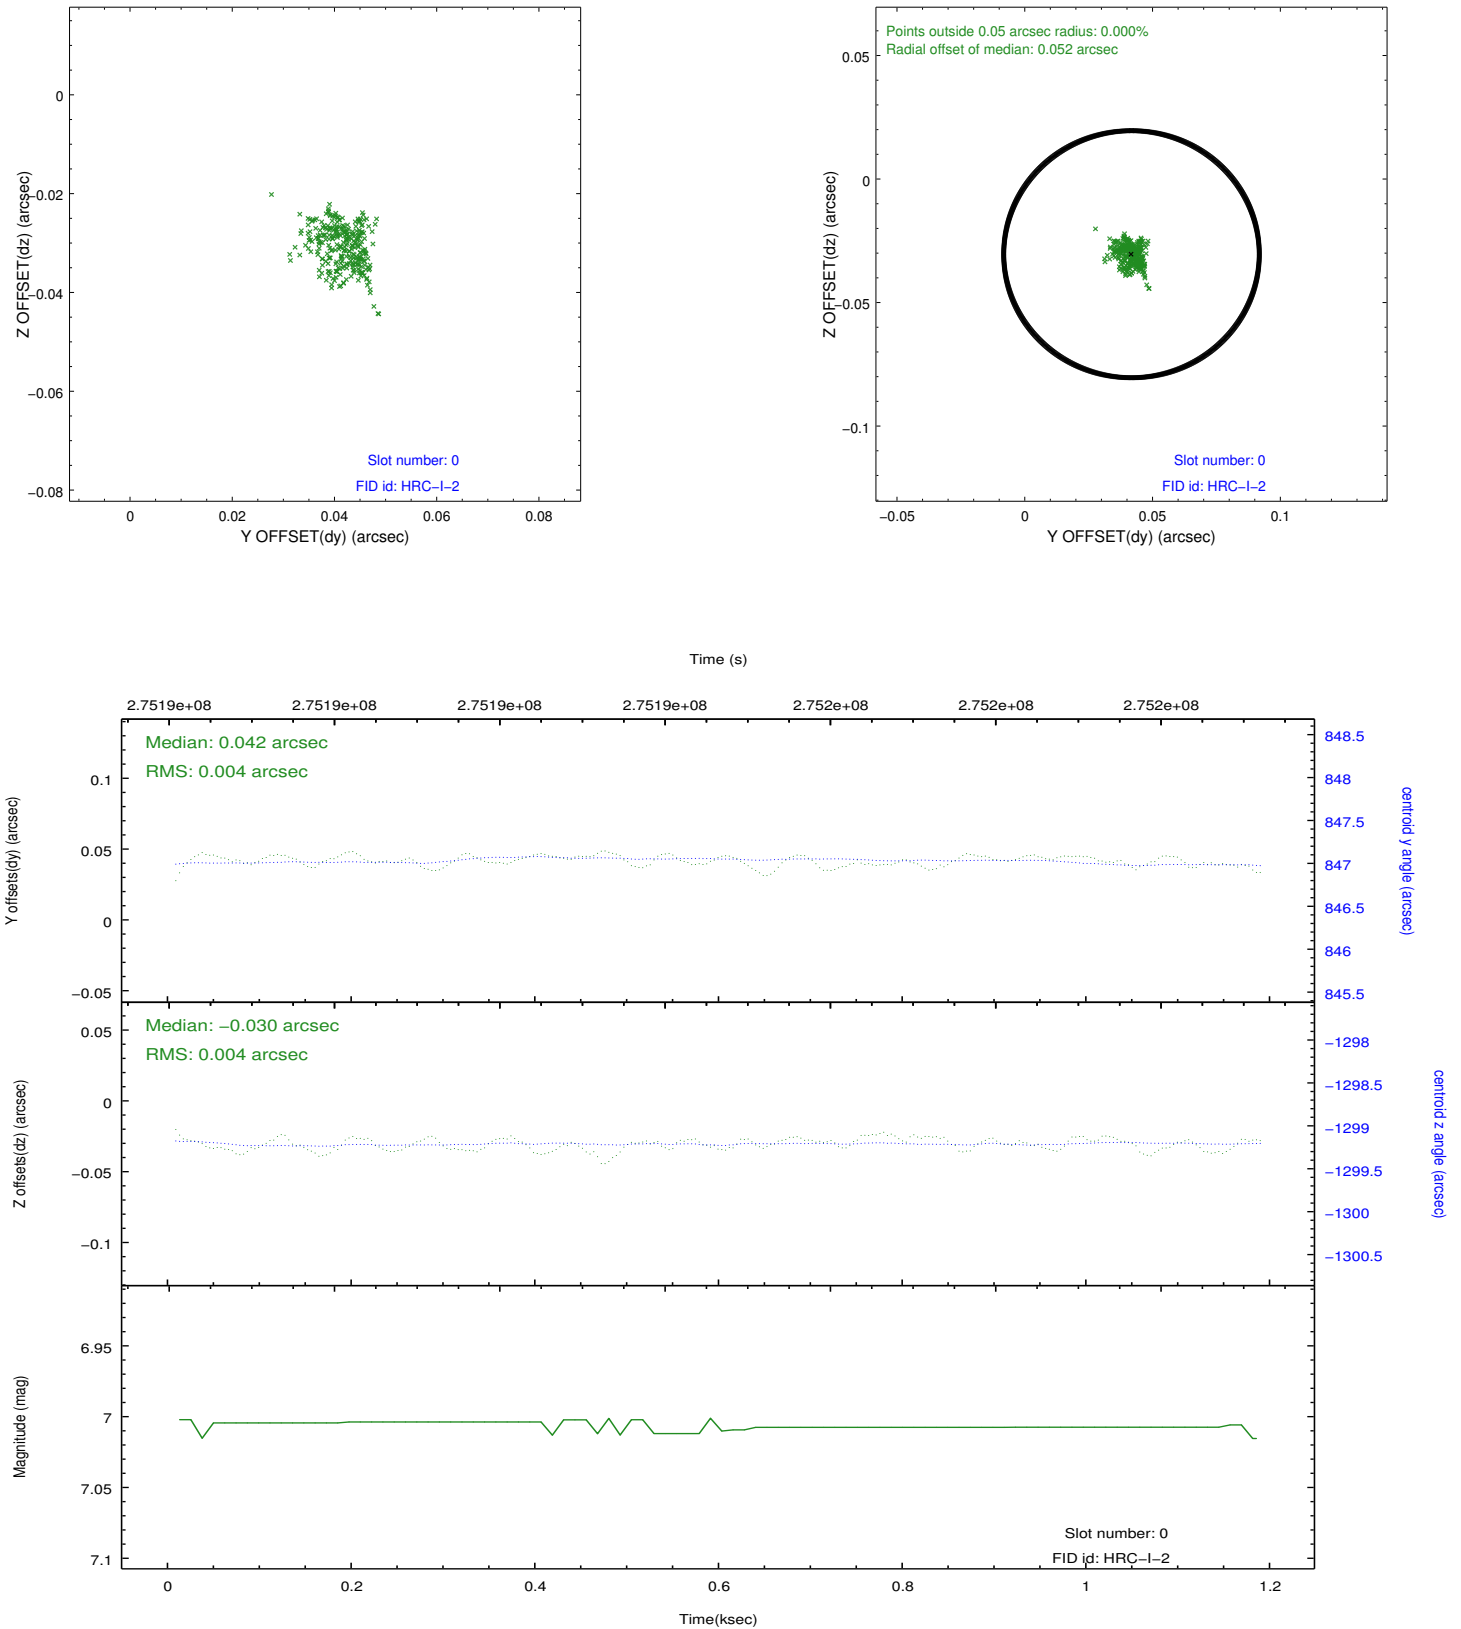 0
−0.02
−0.04
−0.06
−0.08
Z OFFSET(dz) (arcsec)
Slot number: 0
FID id: HRC−I−2
0
0.02
0.04
0.06
0.08
Y OFFSET(dy) (arcsec)
Points outside 0.05 arcsec radius: 0.000%
Radial offset of median: 0.052 arcsec
0.05
0
−0.05
−0.1
Z OFFSET(dz) (arcsec)
Slot number: 0
FID id: HRC−I−2
−0.05
0
0.05
0.1
Y OFFSET(dy) (arcsec)
Time (s)
2.7519e+08
2.7519e+08
2.7519e+08
2.7519e+08
2.752e+08
2.752e+08
2.752e+08
Median: 0.042 arcsec
RMS: 0.004 arcsec
0.1
0.05
0
−0.05
Y offsets(dy) (arcsec)
848.5
848
847.5
847
846.5
846
845.5
centroid y angle (arcsec)
Median: −0.030 arcsec
RMS: 0.004 arcsec
0.05
0
−0.05
−0.1
Z offsets(dz) (arcsec)
−1298
−1298.5
−1299
−1299.5
−1300
−1300.5
centroid z angle (arcsec)
6.95
7
7.05
7.1
Magnitude (mag)
Slot number: 0
FID id: HRC−I−2
0
0.2
0.4
0.6
0.8
1
1.2
Time(ksec)